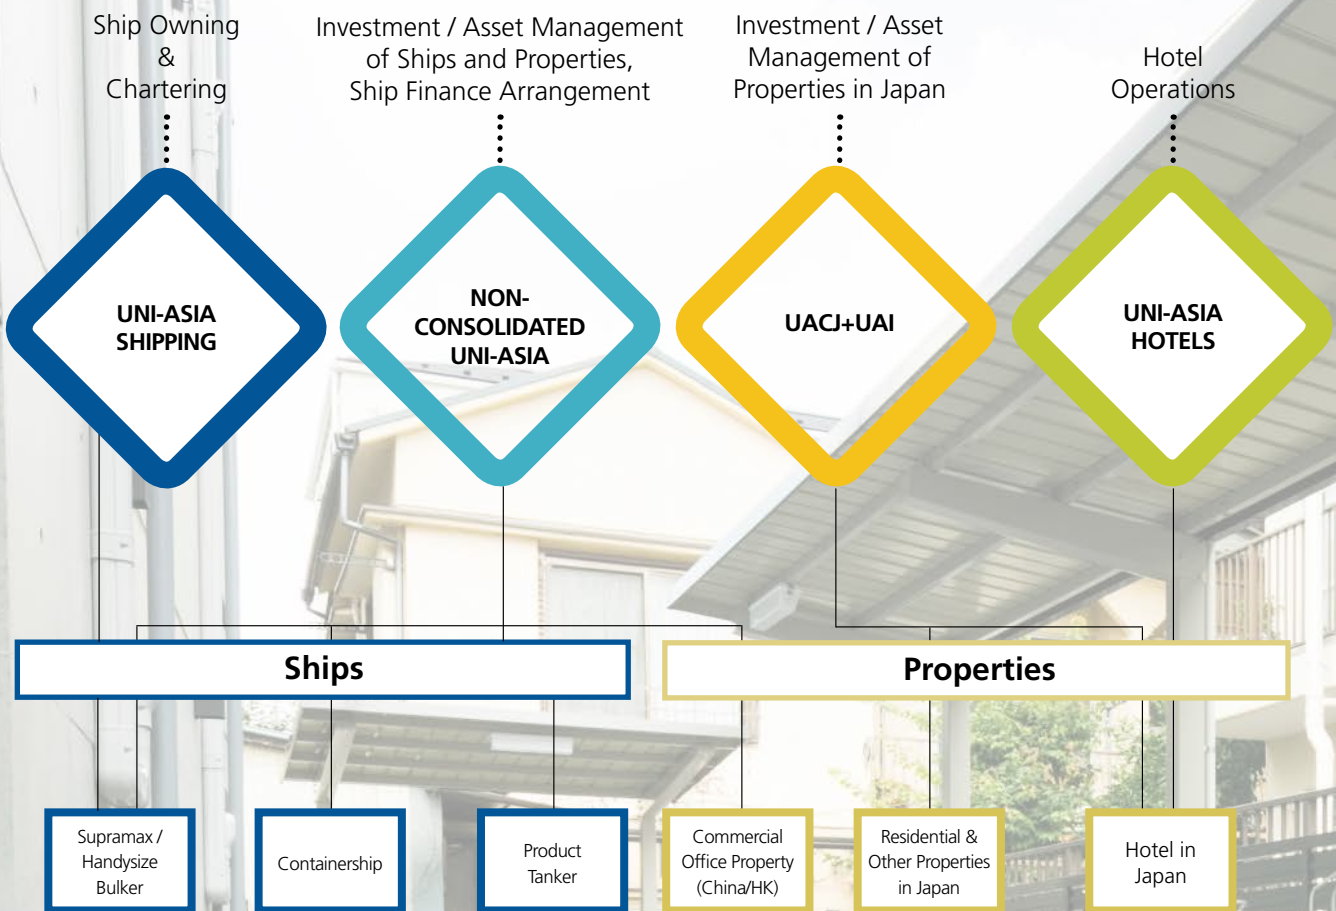 Ship Owning
&
Chartering
Investment / Asset Management
of Ships and Properties,
Ship Finance Arrangement
Investment / Asset
Management of
Properties in Japan
Hotel
Operations
UNI-ASIA
SHIPPING
NON-
CONSOLIDATED
UNI-ASIA
UACJ+UAI
UNI-ASIA
HOTELS
Ships
Properties
Supramax /
Handysize
Bulker
Containership
Product
Tanker
Commercial
Office Property
(China/HK)
Residential &
Other Properties
in Japan
Hotel in
Japan